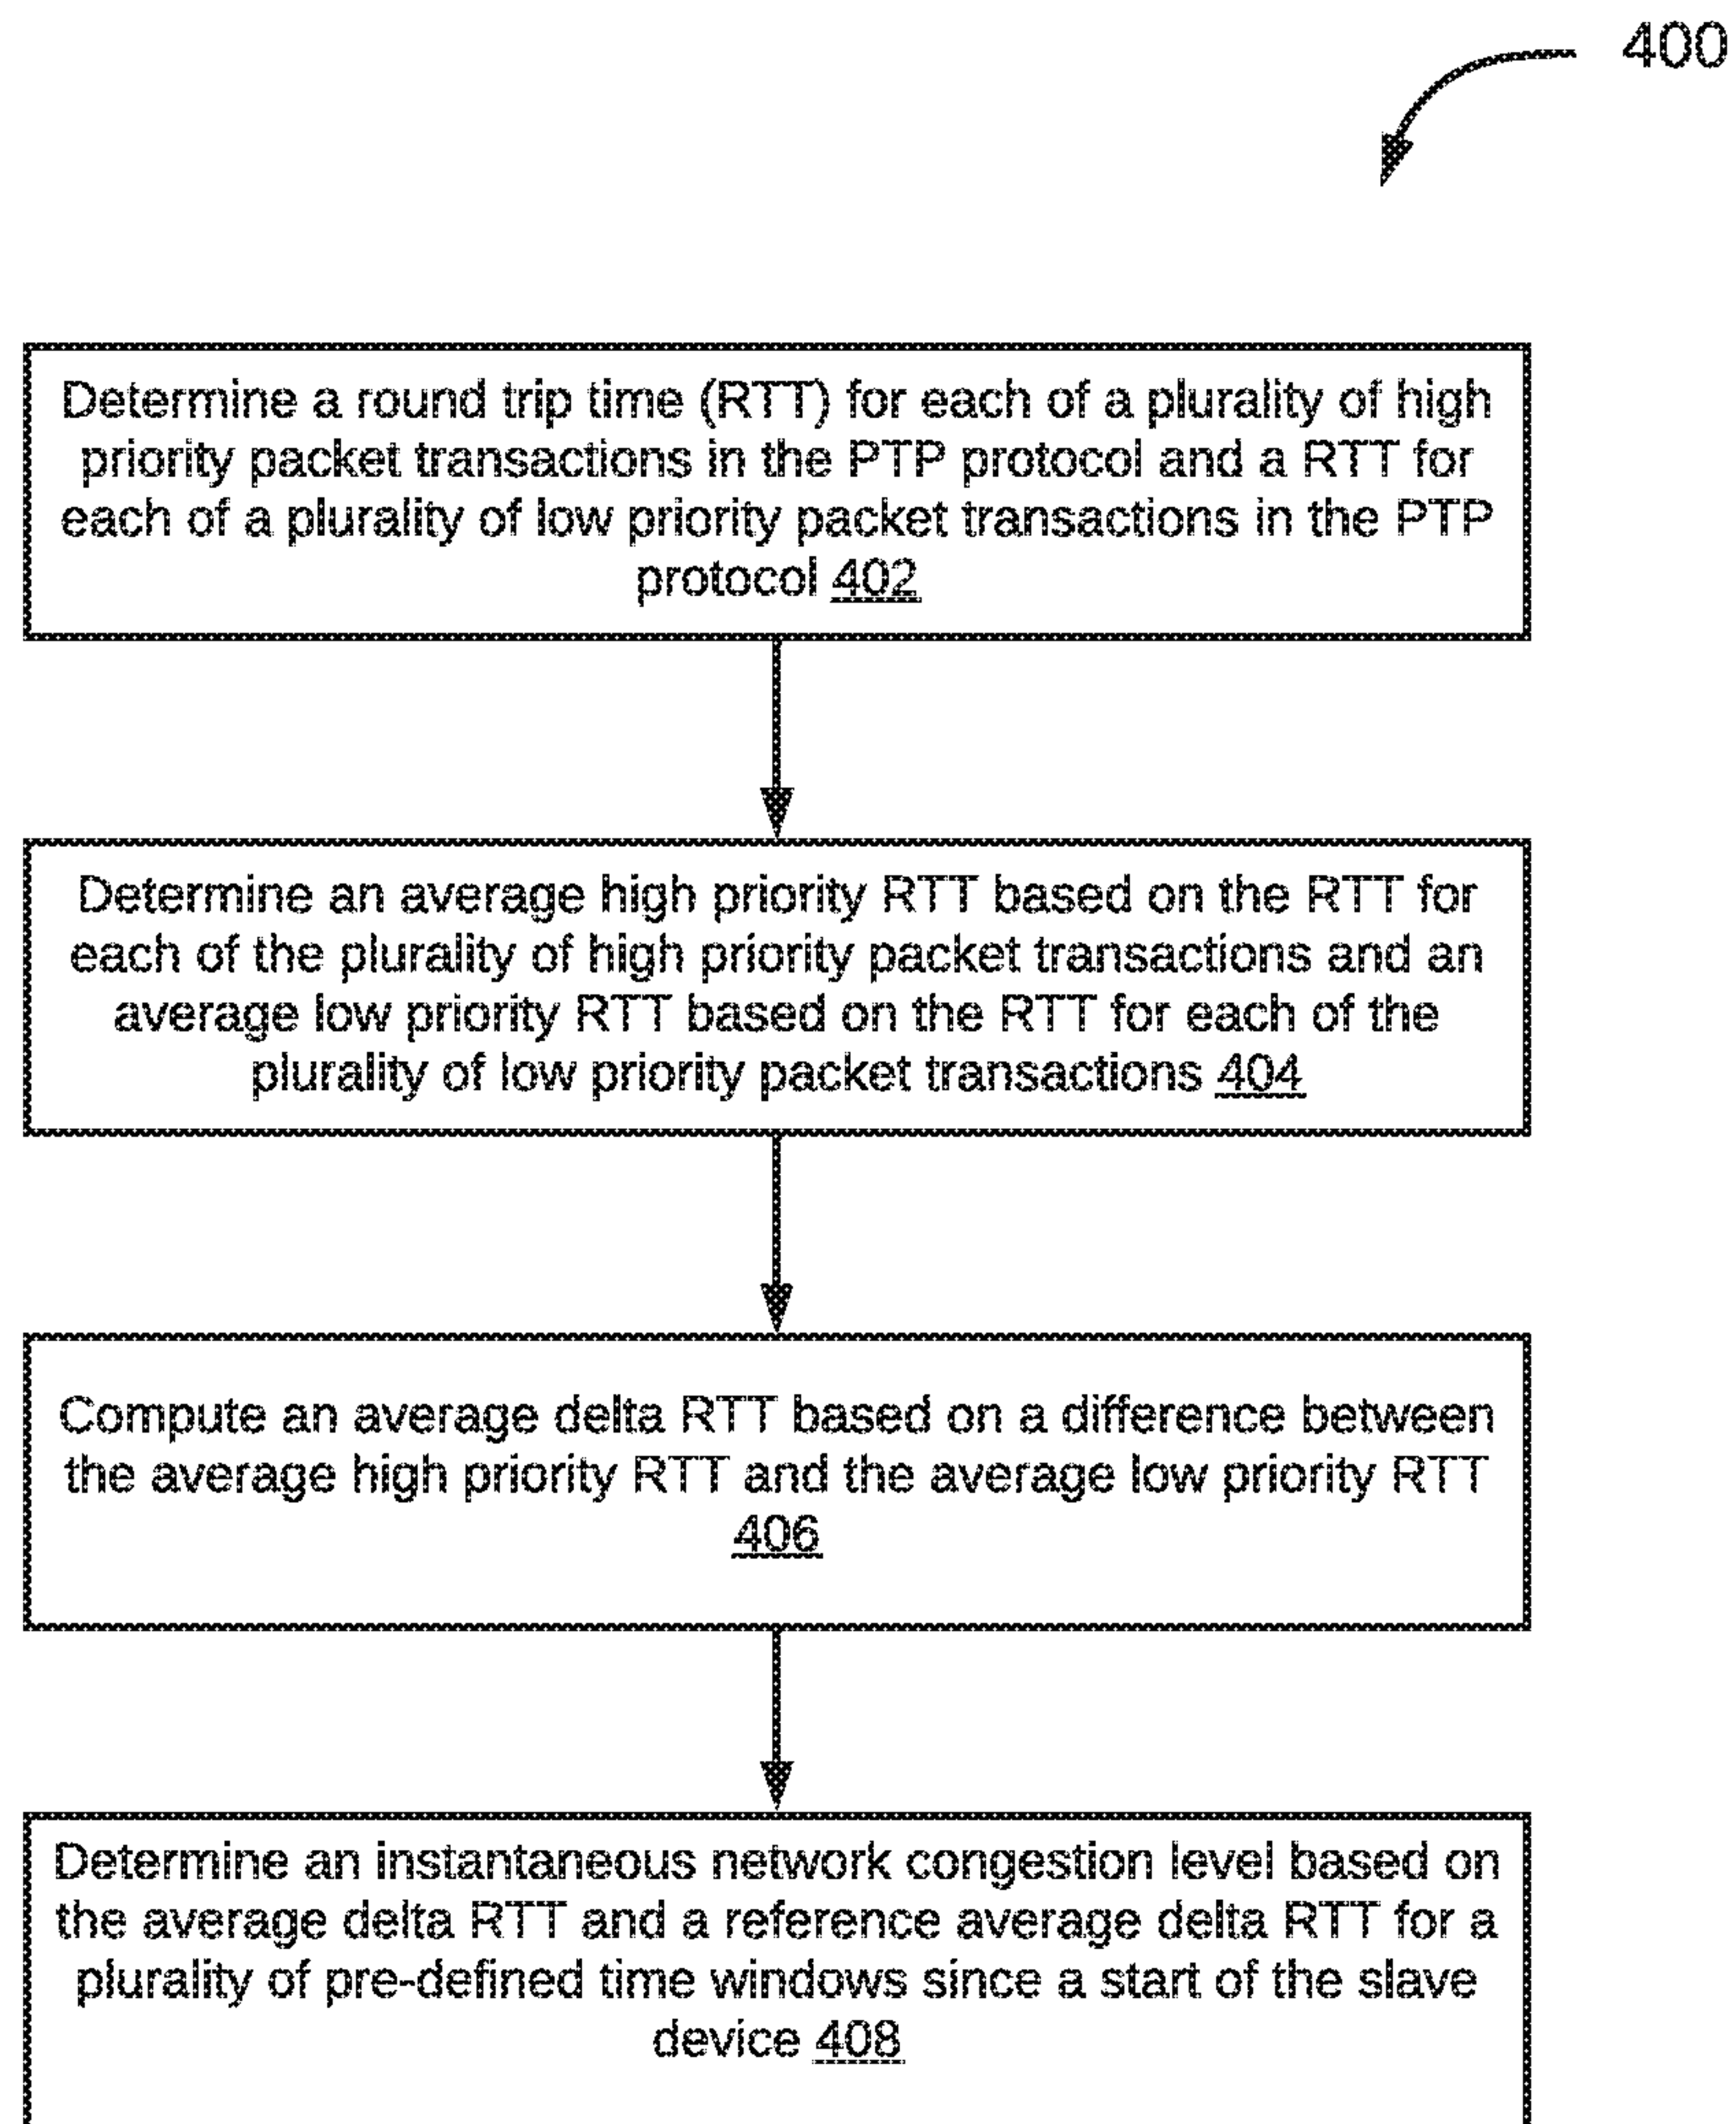 400
Determine a round trip time (RTT) for each of a plurality of high
priority packet transactions in the PTP protocol and a RTT for
each of a plurality of low priority packet transactions in the PTP
protocol 402
Determine an average high priority RTT based on the RTT for
each of the plurality of high priority packet transactions and an
average low priority RTT based on the RTT for each of the
plurality of low priority packet transactions 404
Compute an average delta RTT based on a difference between
the average high priority RTT and the average low priority RTT
406
Determine an instantaneous network congestion level based on
the average delta RTT and a reference average delta RTT for a
plurality of pre-defined time windows since a start of the slave
device 408